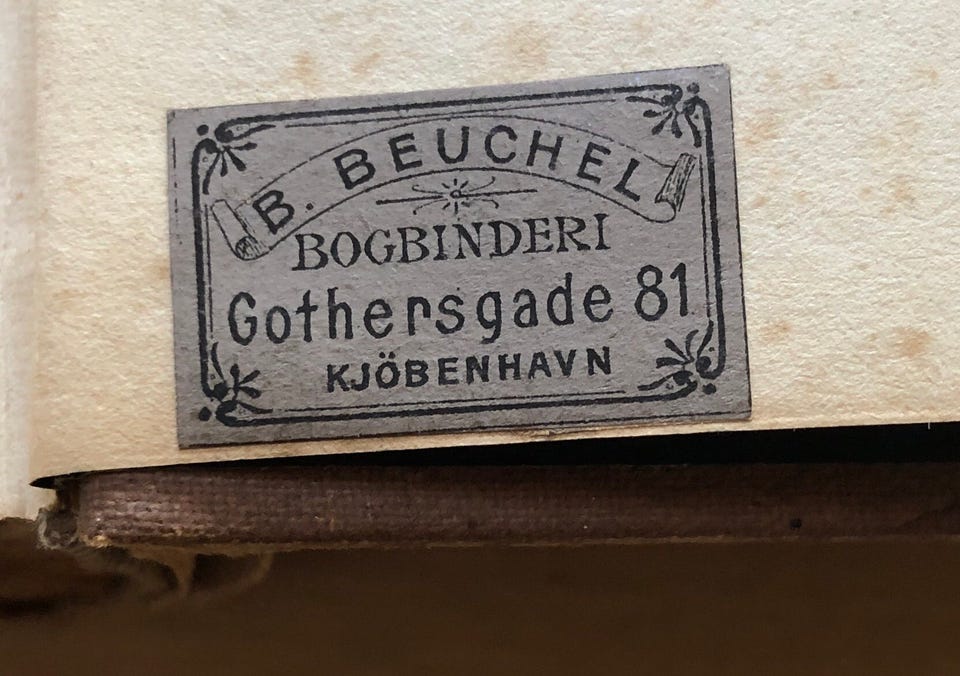 B. BEUCHEL
BOGBINDERI
Gothersgade 81
KJÖBENHAVN